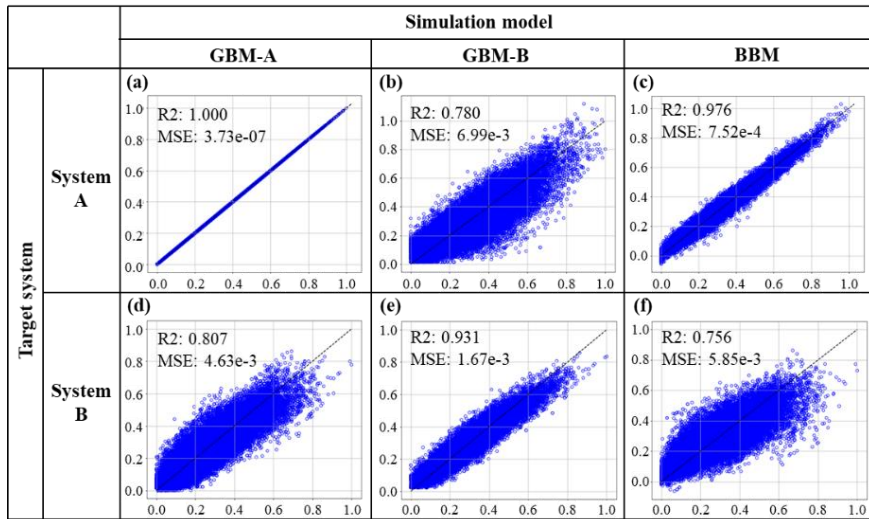 Simulation model
GBM-A GBM-B BBM
Target system
System A
(a)
R2: 1.000
MSE: 3.73e-07
1.0
0.8
0.6
0.4
0.2
0.0
0.0 0.2 0.4 0.6 0.8 1.0
(b)
R2: 0.780
MSE: 6.99e-3
1.0
0.8
0.6
0.4
0.2
0.0
0.0 0.2 0.4 0.6 0.8 1.0
(c)
R2: 0.976
MSE: 7.52e-4
1.0
0.8
0.6
0.4
0.2
0.0
0.0 0.2 0.4 0.6 0.8 1.0
System B
(d)
R2: 0.807
MSE: 4.63e-3
1.0
0.8
0.6
0.4
0.2
0.0
0.0 0.2 0.4 0.6 0.8 1.0
(e)
R2: 0.931
MSE: 1.67e-3
1.0
0.8
0.6
0.4
0.2
0.0
0.0 0.2 0.4 0.6 0.8 1.0
(f)
R2: 0.756
MSE: 5.85e-3
1.0
0.8
0.6
0.4
0.2
0.0
0.0 0.2 0.4 0.6 0.8 1.0